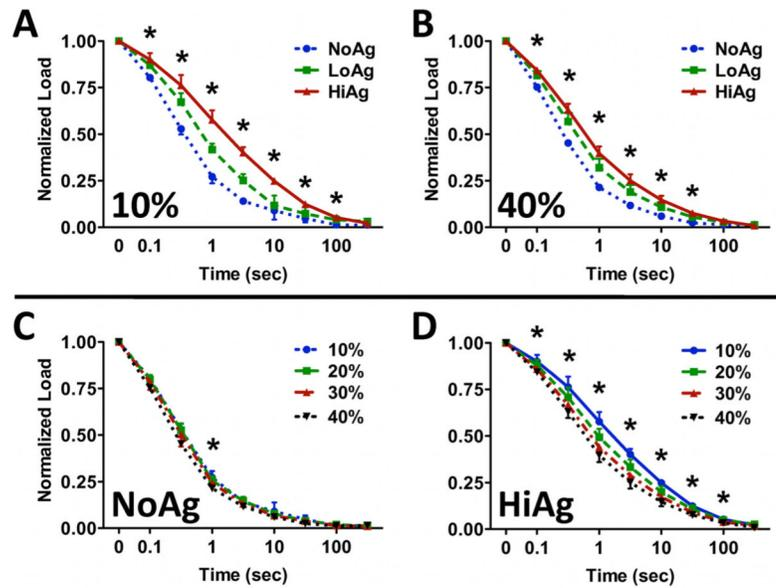 A
*
*
*
*
*
*
*
1.00
0.75
0.50
0.25
0.00
Normalized Load
NoAg
LoAg
HiAg
10%
0 0.1 1 10 100
Time (sec)
B
*
*
*
*
*
*
1.00
0.75
0.50
0.25
0.00
Normalized Load
NoAg
LoAg
HiAg
40%
0 0.1 1 10 100
Time (sec)
C
*
1.00
0.75
0.50
0.25
0.00
Normalized Load
10%
20%
30%
40%
NoAg
0 0.1 1 10 100
Time (sec)
D
*
*
*
*
*
*
*
1.00
0.75
0.50
0.25
0.00
Normalized Load
10%
20%
30%
40%
HiAg
0 0.1 1 10 100
Time (sec)